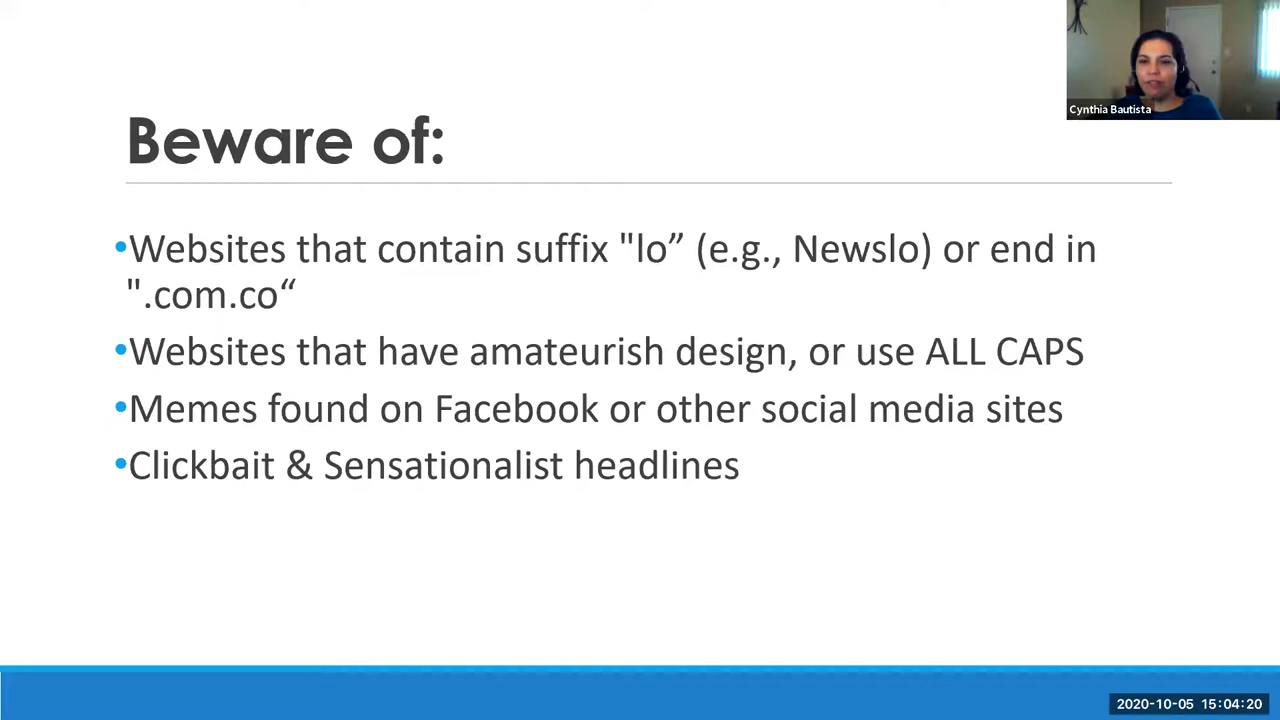 Cynthia Bautista
Beware of:
•Websites that contain suffix "lo” (e.g., Newslo) or end in
".com.co“
•Websites that have amateurish design, or use ALL CAPS
•Memes found on Facebook or other social media sites
•Clickbait & Sensationalist headlines
2020-10-05 15:04:20